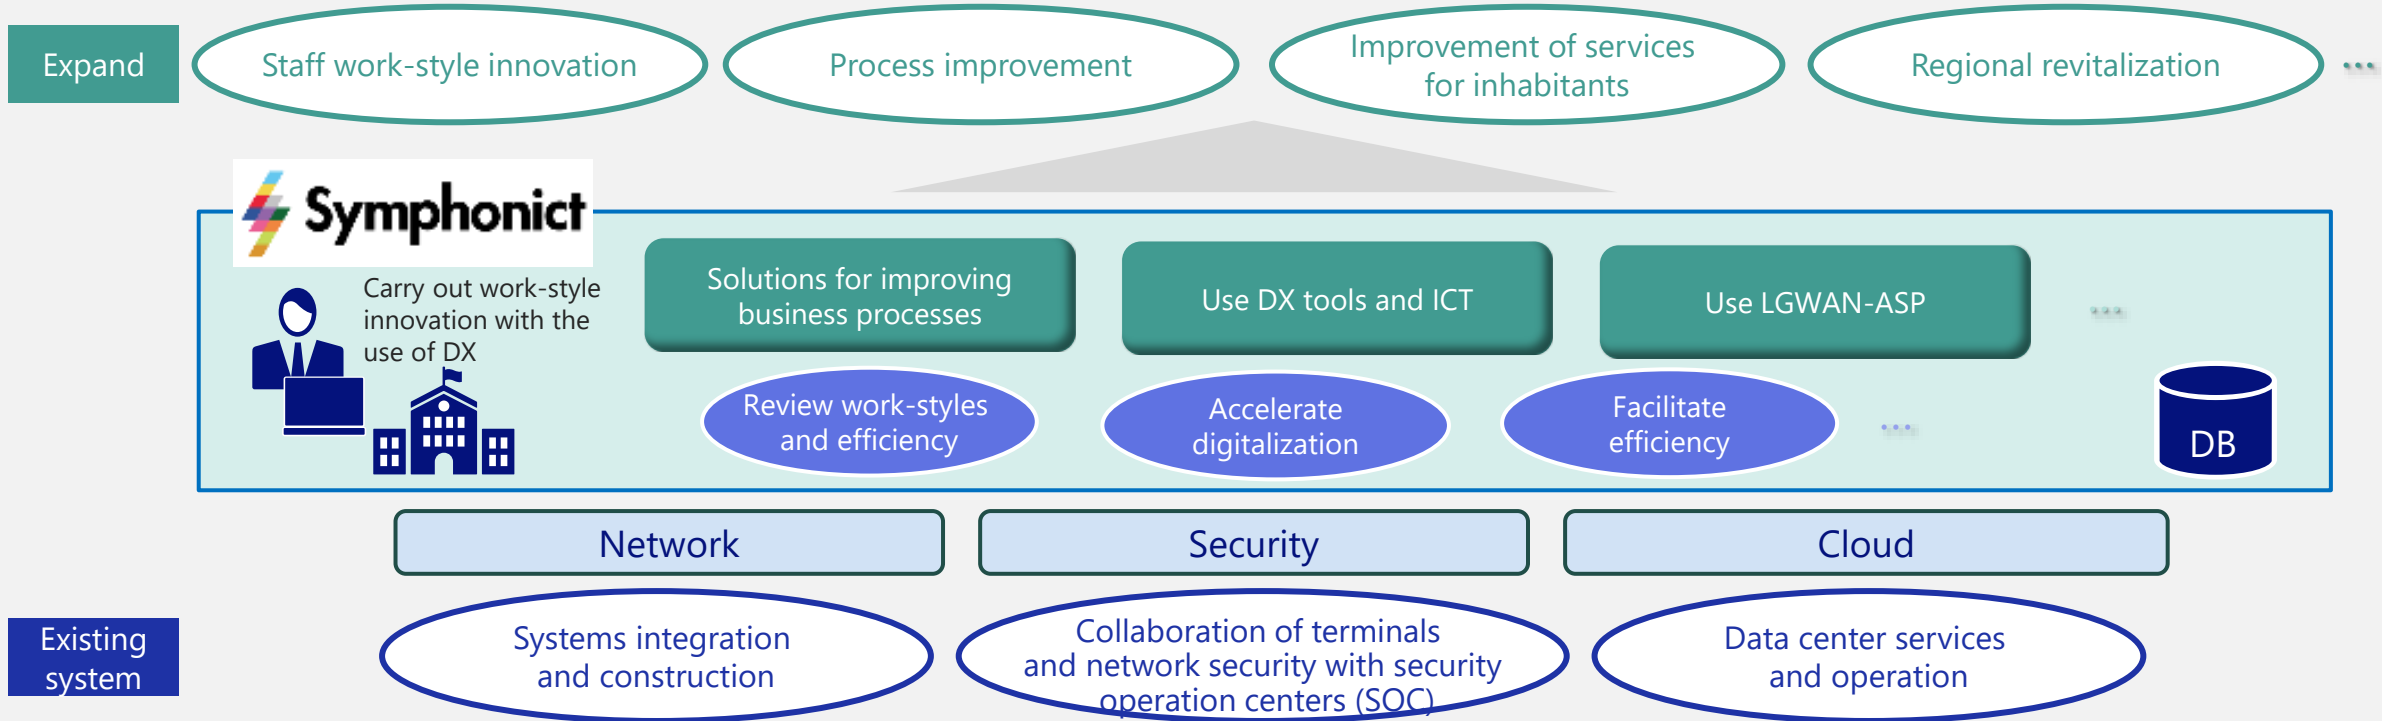 Expand
Staff work-style innovation
Process improvement
Improvement of services
for inhabitants
Regional revitalization
...
Symphonict
Carry out work-style
innovation with the
use of DX
Solutions for improving
business processes
Use DX tools and ICT
Use LGWAN-ASP
...
Review work-styles
and efficiency
Accelerate
digitalization
Facilitate
efficiency
...
DB
Network
Security
Cloud
Existing
system
Systems integration
and construction
Collaboration of terminals
and network security with security
operation centers (SOC)
Data center services
and operation